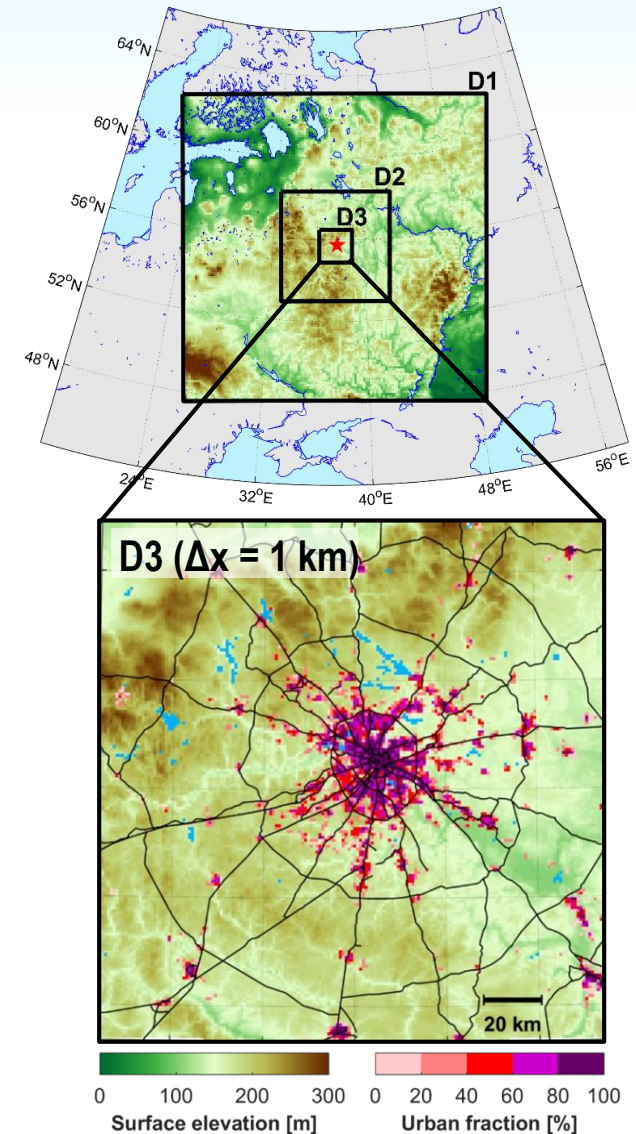 64°N
D1
60°N
D2
56°N
D3
52°N
48°N
24°E
32°E
40°E
48°E
56°E
D3 (Δx = 1 km)
20 km
0 100 200 300
0 20 40 60 80 100
Surface elevation [m]
Urban fraction [%]